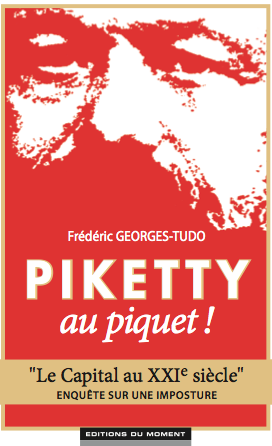 Frédéric GEORGES-TUDO
PIKETTY
au piquet !
"Le Capital au XXIe siècle"
ENQUÊTE SUR UNE IMPOSTURE
EDITIONS DU MOMENT